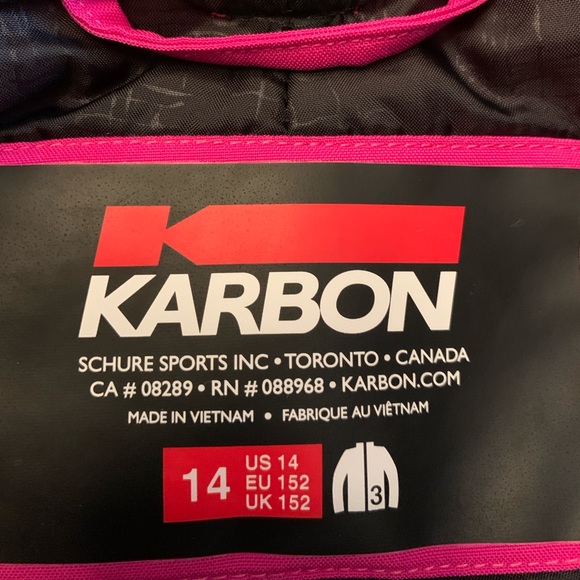 KARBON
SCHURE SPORTS INC • TORONTO • CANADA
CA # 08289 • RN # 088968 • KARBON.COM
MADE IN VIETNAM • FABRIQUE AU VIÊTNAM
14
US 14
EU 152
UK 152
3